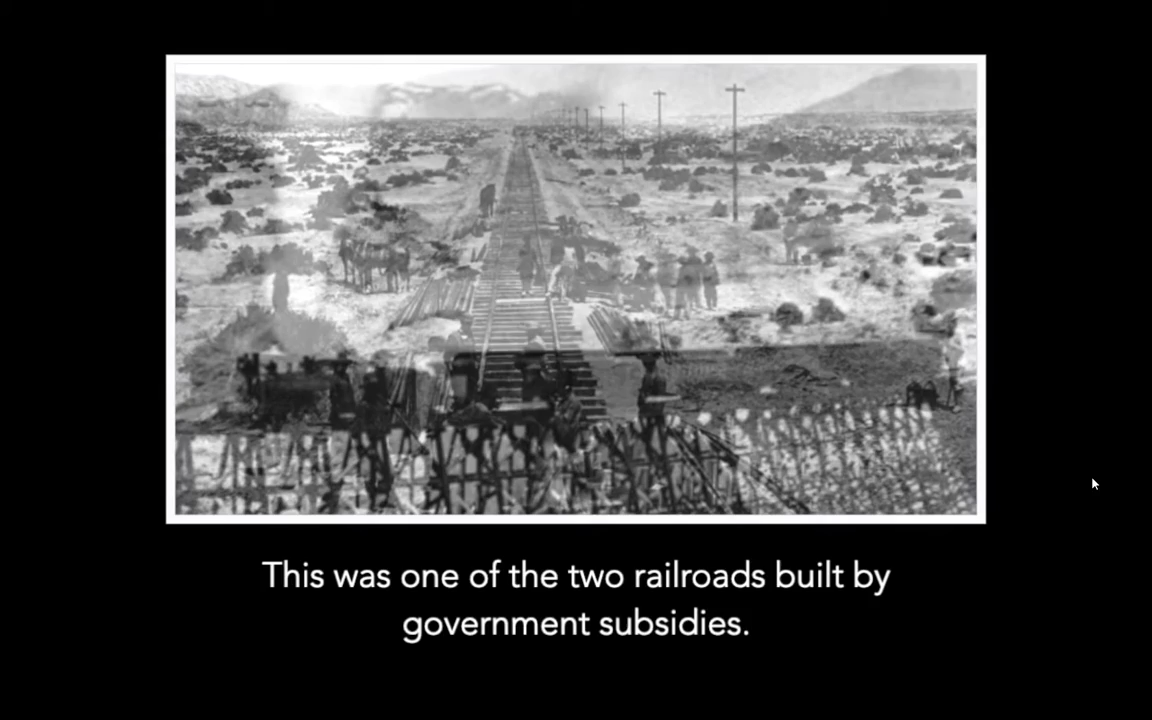 This was one of the two railroads built by
government subsidies.